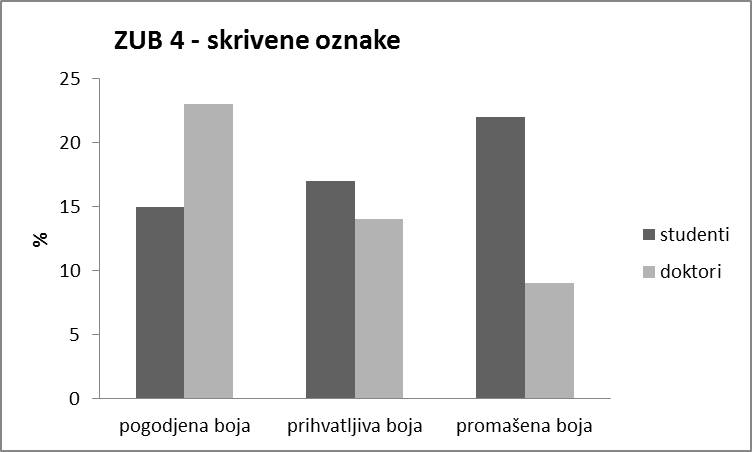 ZUB 4 - skrivene oznake
25
20
15
10
5
0
%
pogodjena boja
prihvatljiva boja
promašena boja
studenti
doktori